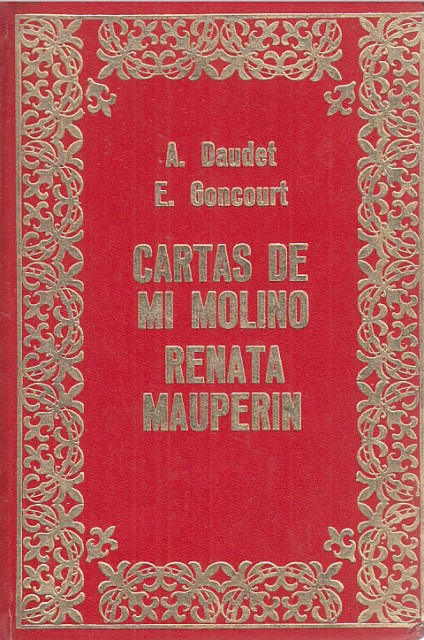 A. Daudet
E. Goncourt
CARTAS DE
MI MOLINO
RENATA
MAUPERIN